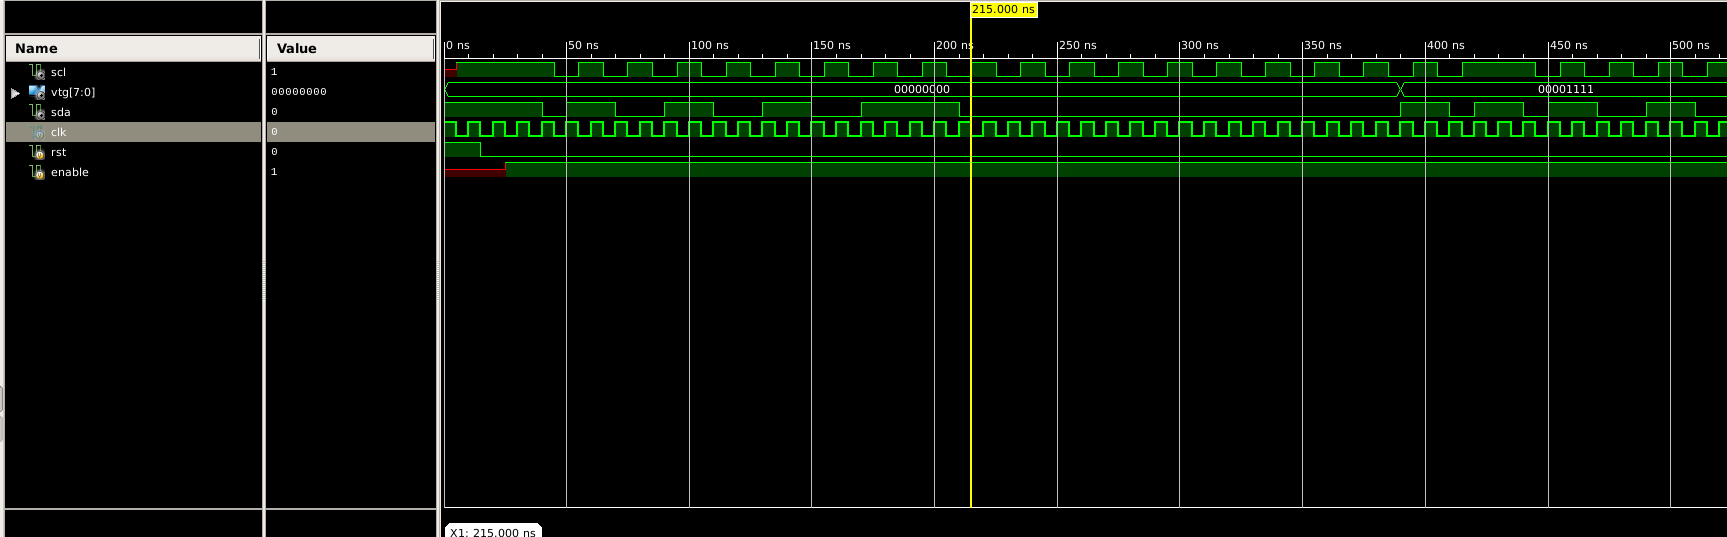 215.000 ns
Name Value 0 ns 50 ns 100 ns 150 ns 200 ns 250 ns 300 ns 350 ns 400 ns 450 ns 500 ns
scl 1
vtg[7:0] 00000000 00000000 00001111
sda 0
clk 0
rst 0
enable 1
X1: 215.000 ns